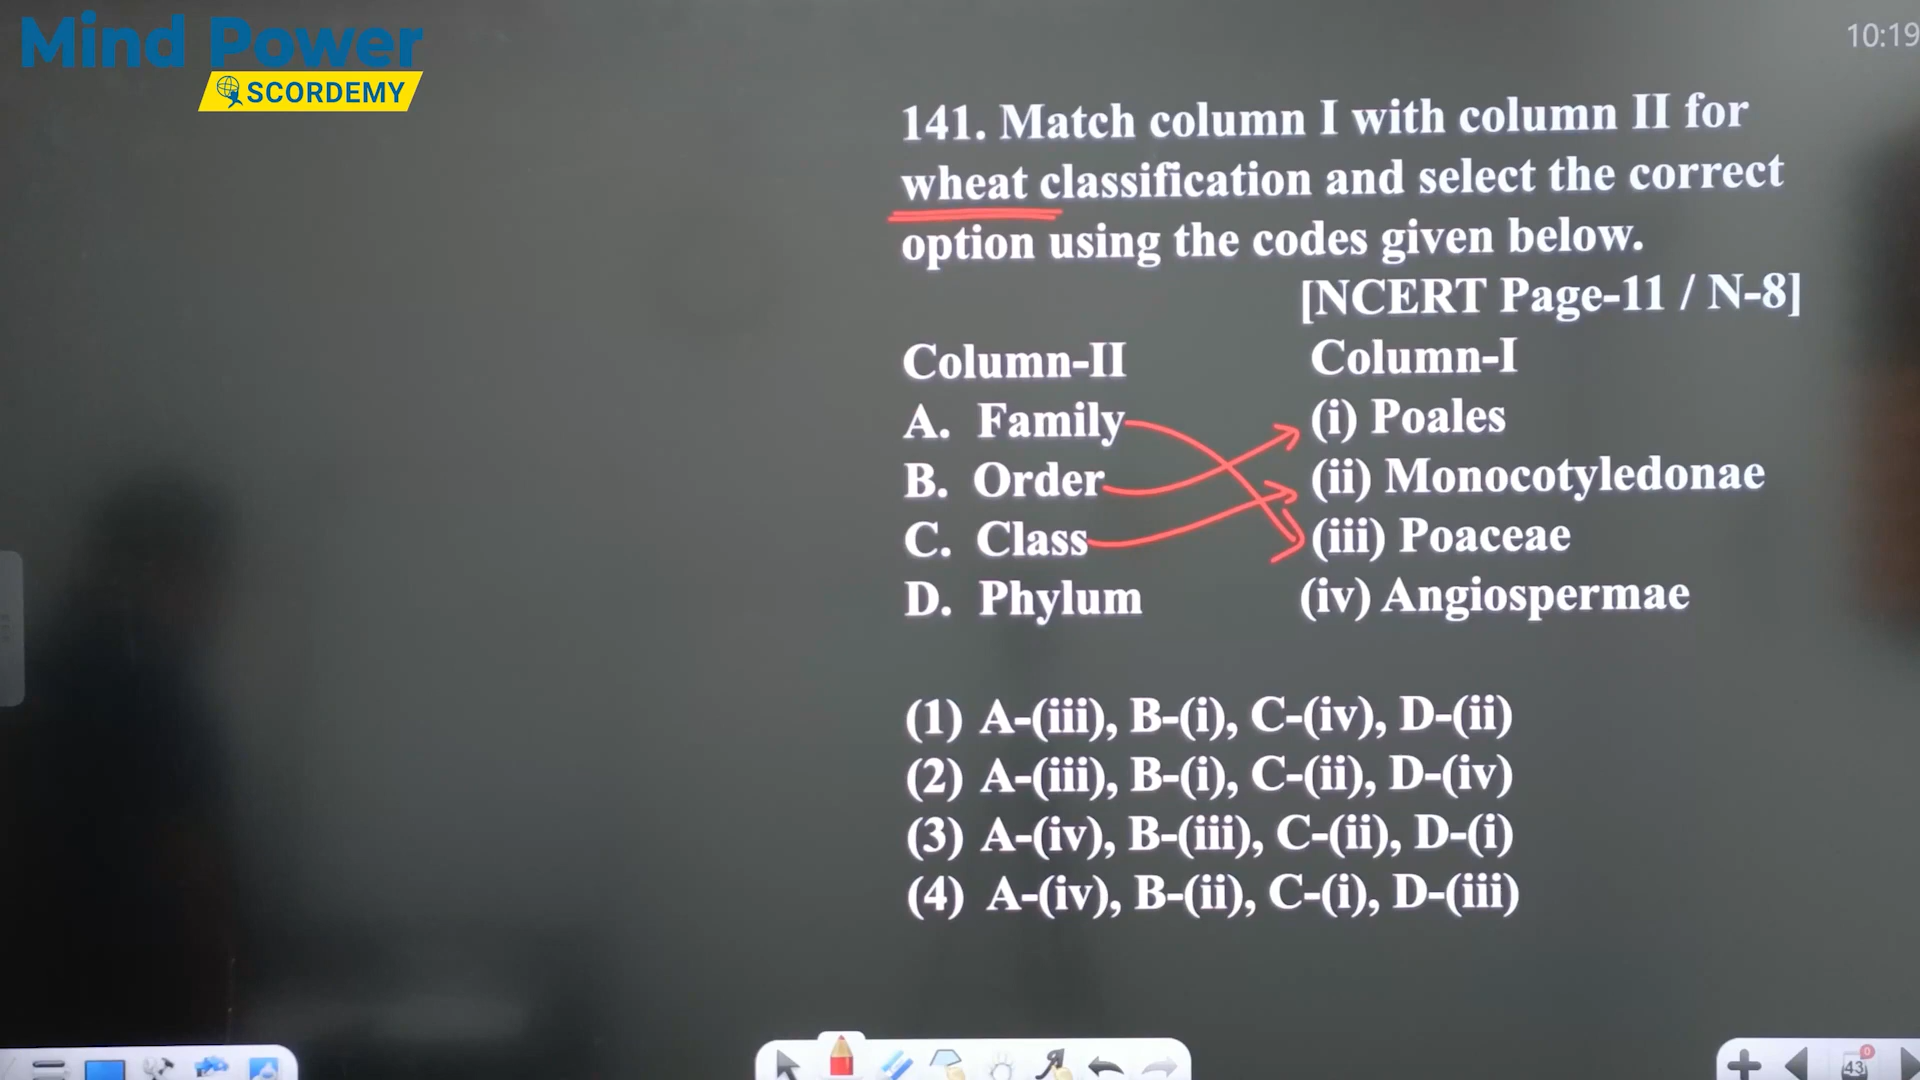 Mind Power
SCORDEMY
10:19
141. Match column I with column II for
wheat classification and select the correct
option using the codes given below.
[NCERT Page-11 / N-8]
Column-II Column-I
A. Family (i) Poales
B. Order (ii) Monocotyledonae
C. Class (iii) Poaceae
D. Phylum (iv) Angiospermae
(1) A-(iii), B-(i), C-(iv), D-(ii)
(2) A-(iii), B-(i), C-(ii), D-(iv)
(3) A-(iv), B-(iii), C-(ii), D-(i)
(4) A-(iv), B-(ii), C-(i), D-(iii)
43
0